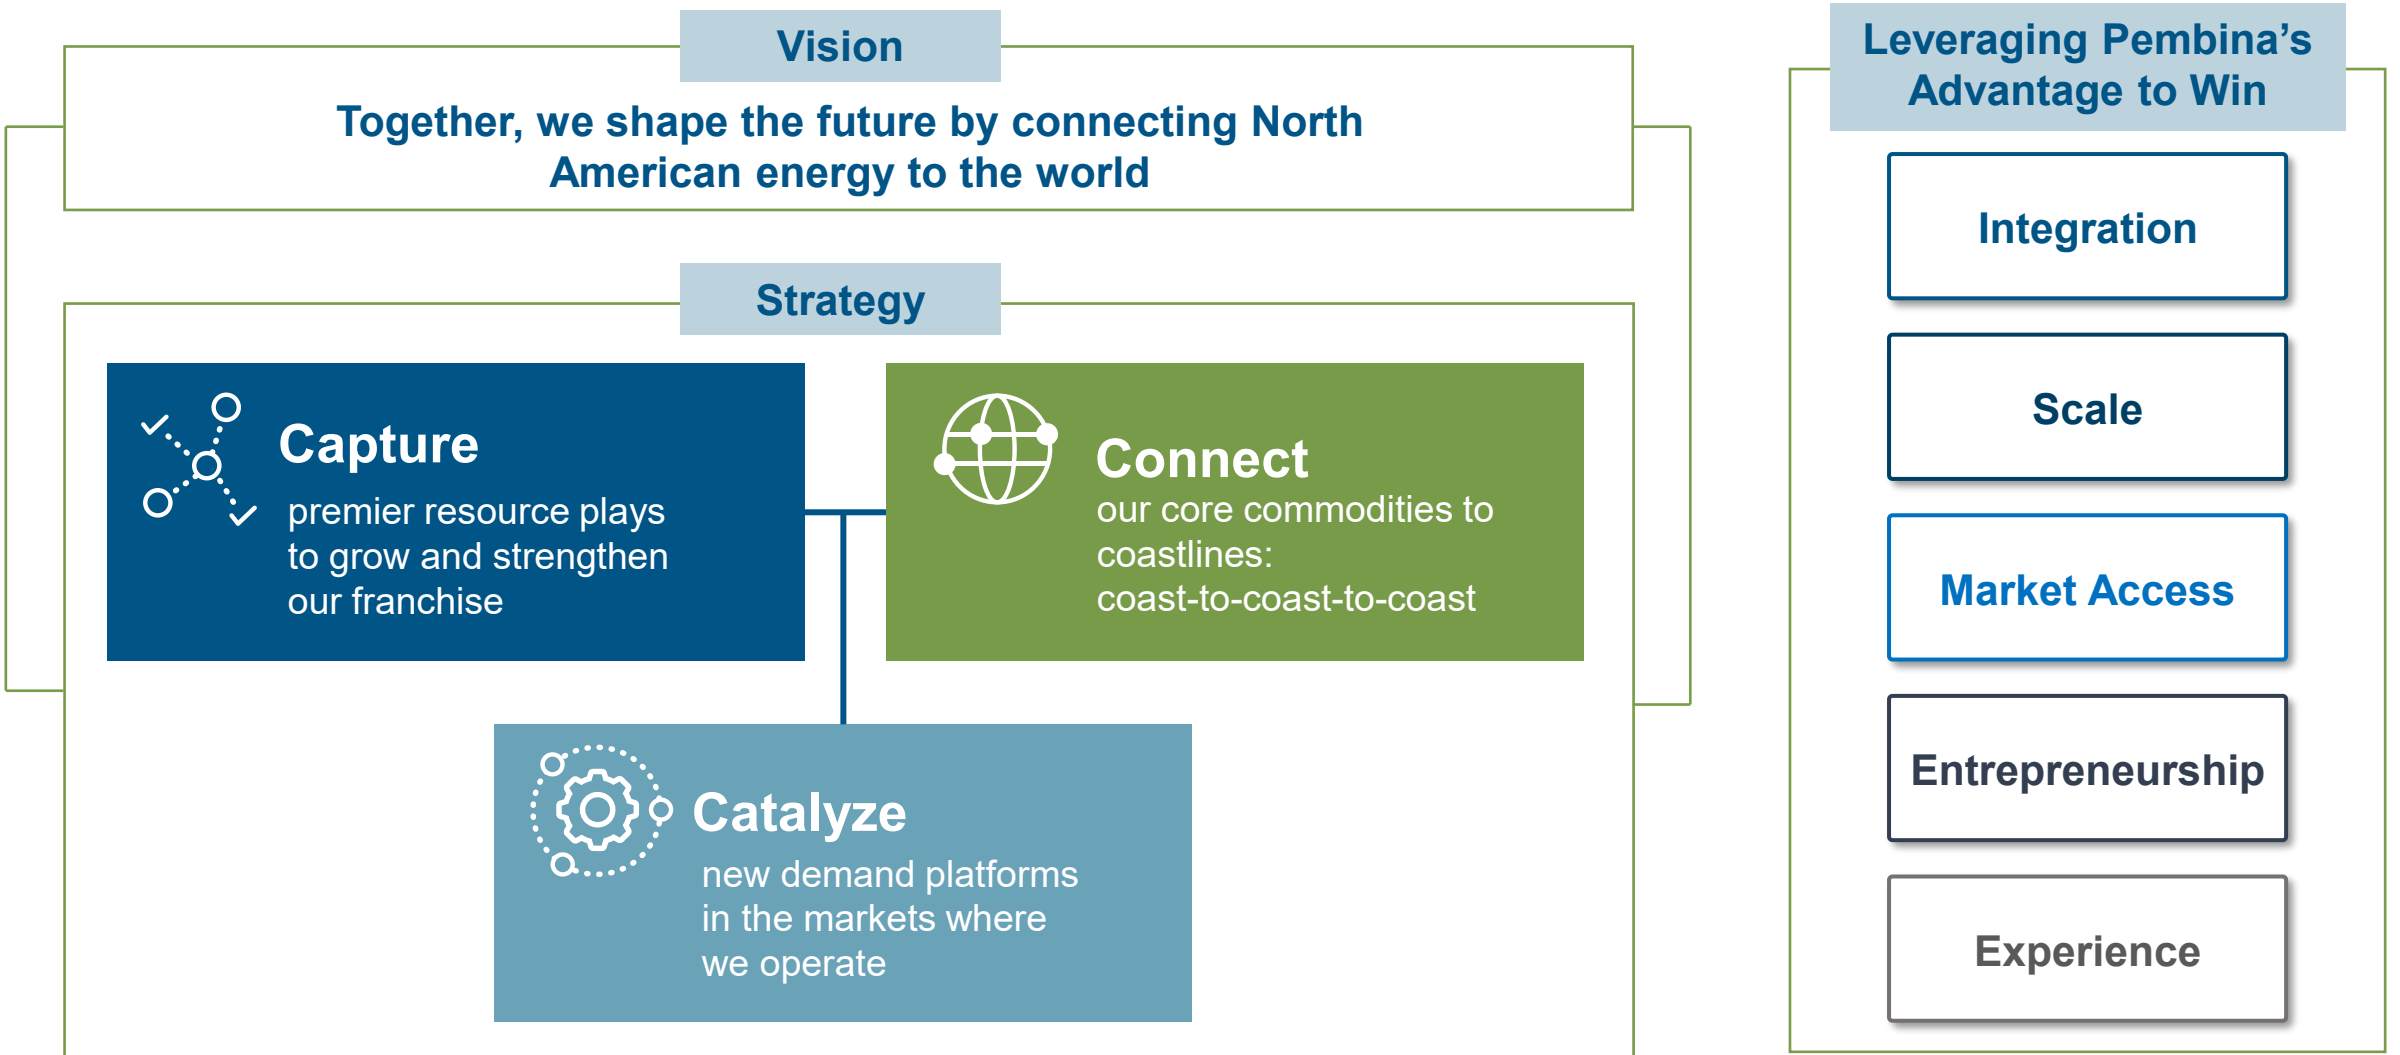 Vision
Together, we shape the future by connecting North
American energy to the world
Strategy
Capture
premier resource plays
to grow and strengthen
our franchise
Connect
our core commodities to
coastlines:
coast-to-coast-to-coast
Catalyze
new demand platforms
in the markets where
we operate
Leveraging Pembina’s
Advantage to Win
Integration
Scale
Market Access
Entrepreneurship
Experience